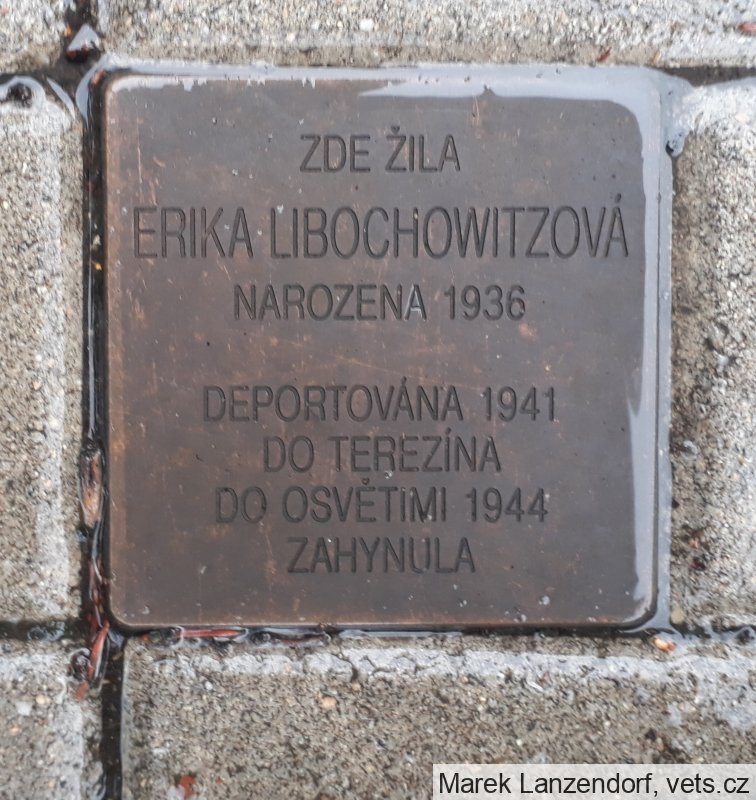 ZDE ŽILA
ERIKA LIBOCHOWITZOVÁ
NAROZENA 1936
DEPORTOVÁNA 1941
DO TEREZÍNA
DO OSVĚTIMI 1944
ZAHYNULA
Marek Lanzendorf, vets.cz